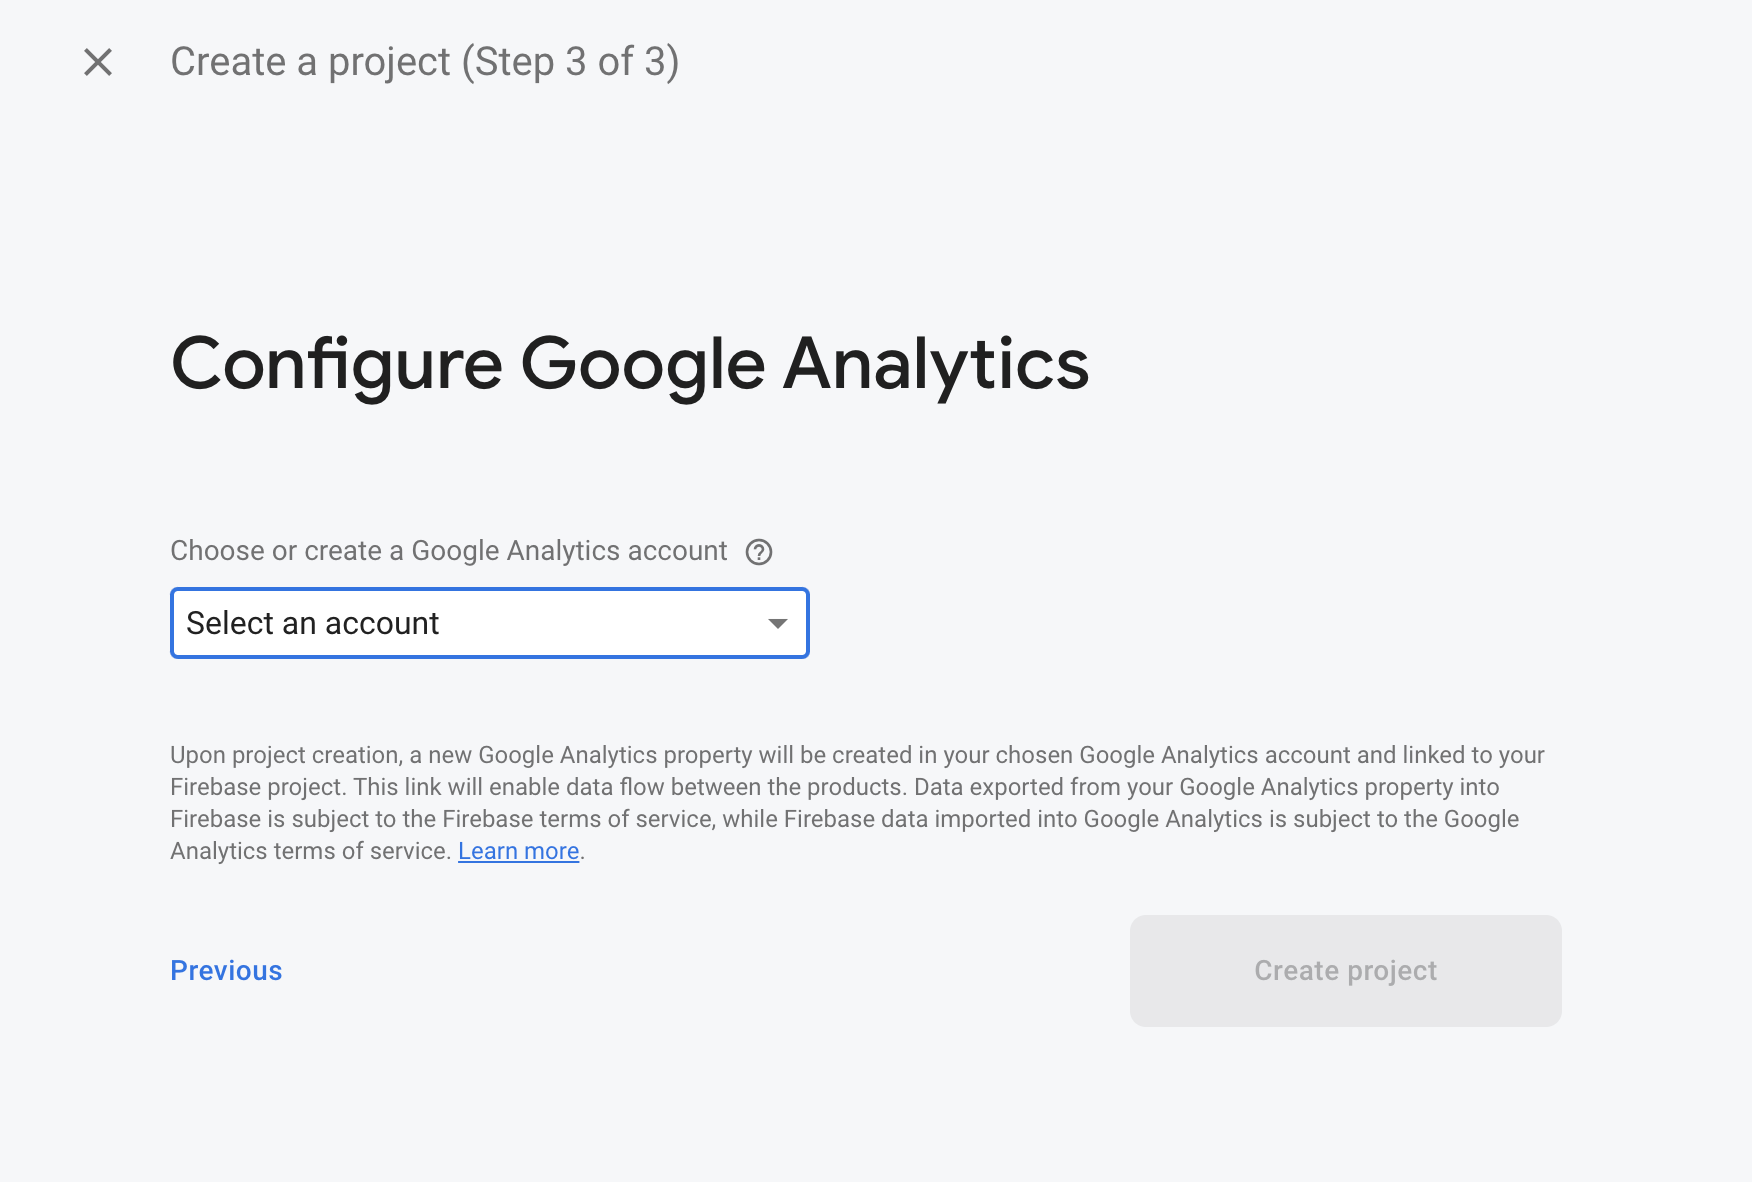 Create a project (Step 3 of 3)
Configure Google Analytics
Choose or create a Google Analytics account
Select an account
Upon project creation, a new Google Analytics property will be created in your chosen Google Analytics account and linked to your
Firebase project. This link will enable data flow between the products. Data exported from your Google Analytics property into
Firebase is subject to the Firebase terms of service, while Firebase data imported into Google Analytics is subject to the Google
Analytics terms of service. Learn more.
Previous
Create project